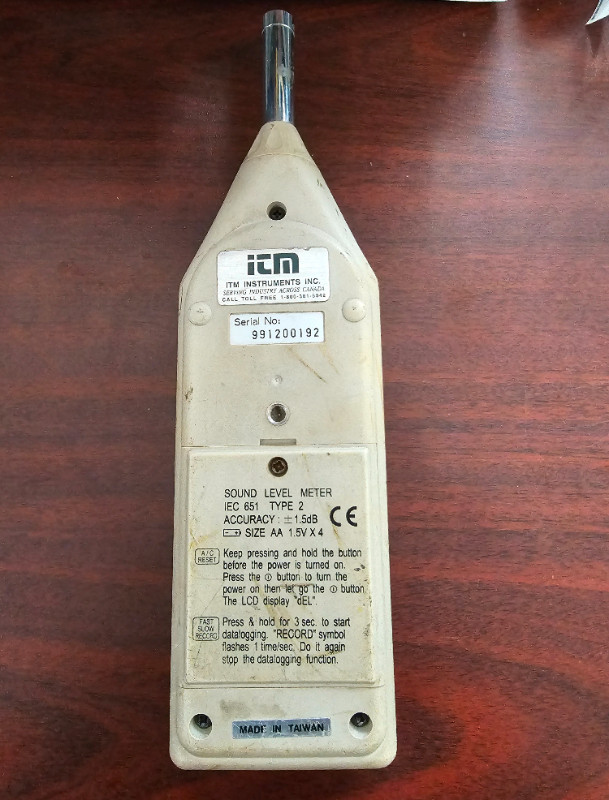 itm
ITM INSTRUMENTS INC.
SERVING INDUSTRY ACROSS CANADA
CALL TOLL FREE
Serial No:
991200192
SOUND LEVEL METER
IEC 651 TYPE 2
ACCURACY : ±1.5dB
CE
SIZE AA 1.5V X 4
A/C
RESET
Keep pressing and hold the button
before the power is turned on.
Press the button to turn the
power on then let go the button
The LCD display "dEL".
FAST
SLOW
RECORD
Press & hold for 3 sec. to start
datalogging. "RECORD" symbol
flashes 1 time/sec. Do it again
stop the datalogging function.
MADE IN TAIWAN